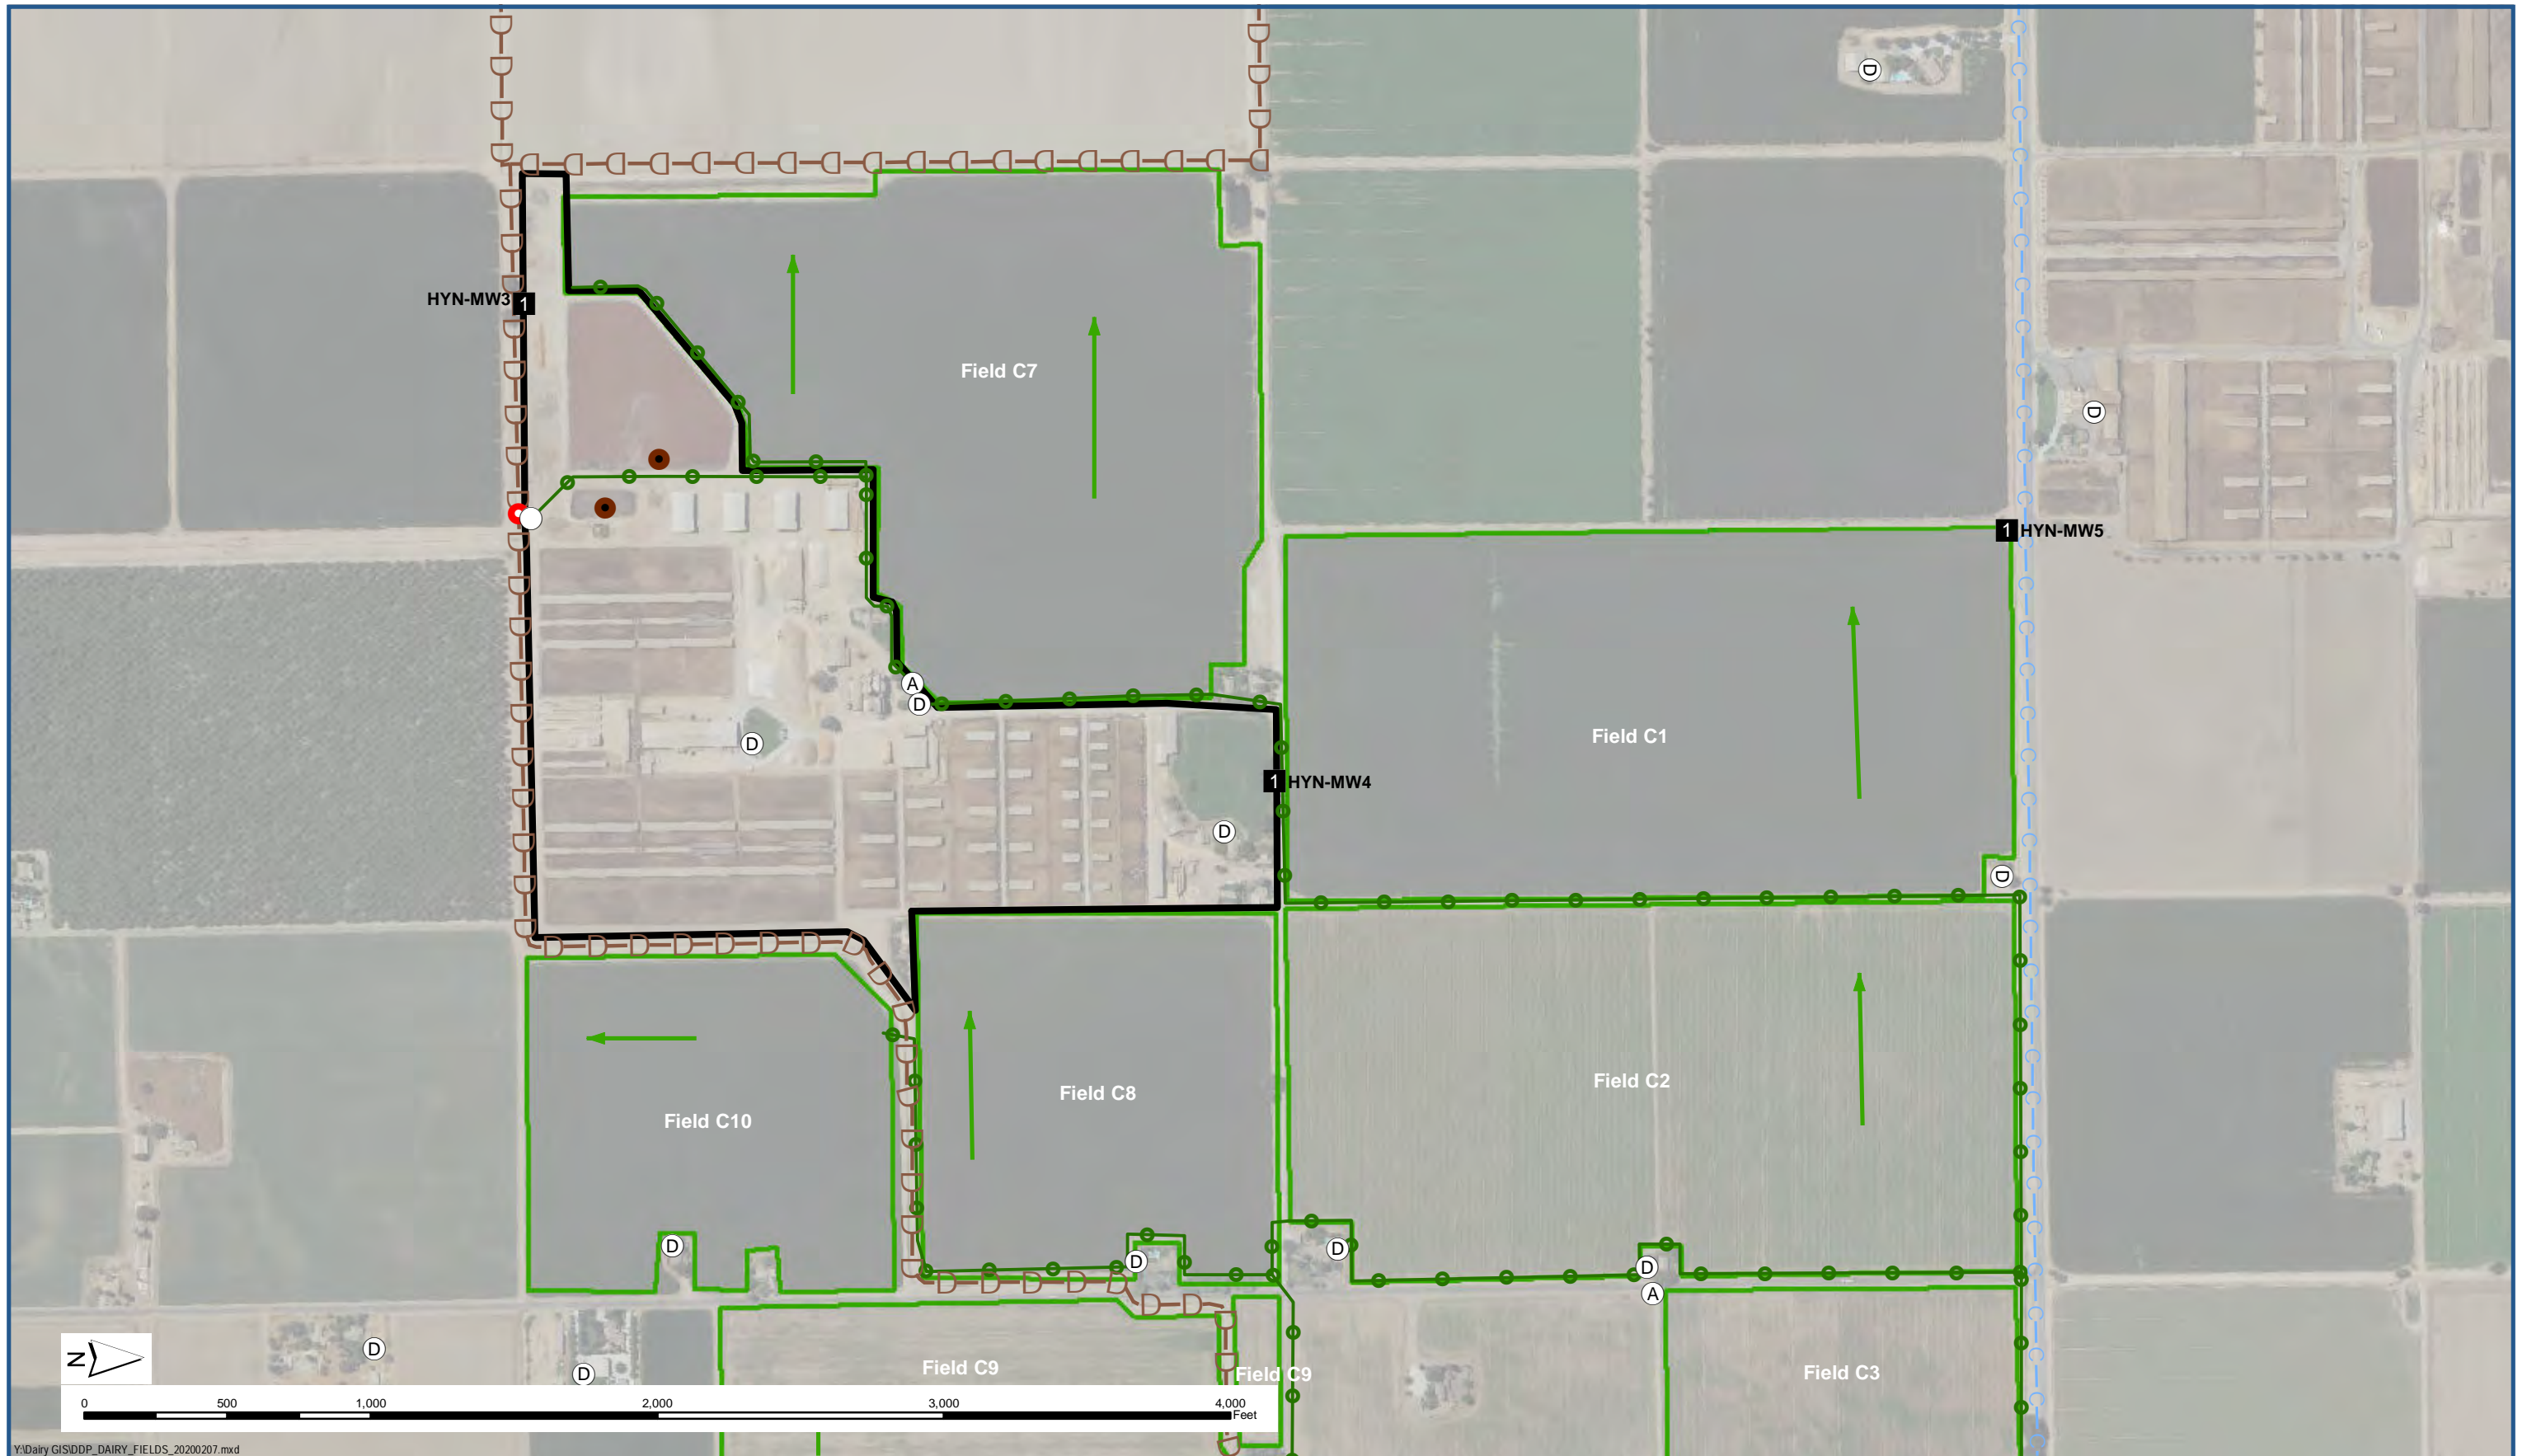 D
HYN-MW3 1
Field C7
D
1 HYN-MW5
A
D
D
Field C1
1 HYN-MW4
D
D
Field C2
Field C8
Field C10
D
D
D
D
A
N
D
D
Field C9
Field C9
Field C3
0 500 1,000 2,000 3,000 4,000
Feet
Y:\Dairy GIS\DDP_DAIRY_FIELDS_20200207.mxd